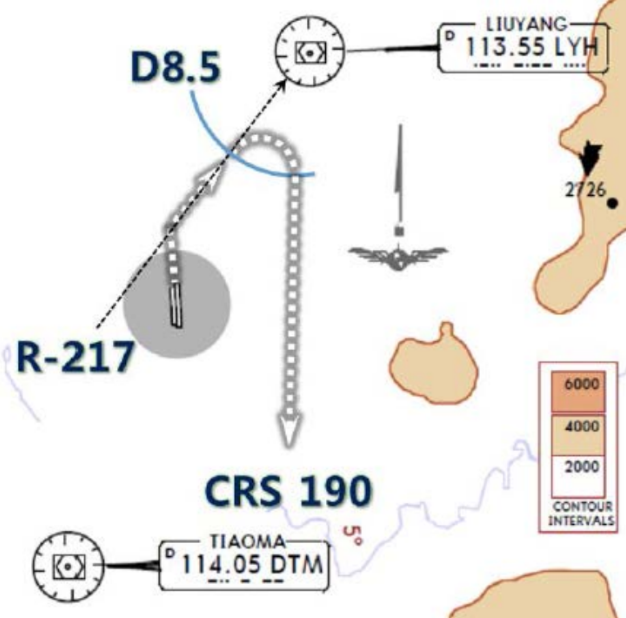 LIUYANG
D 113.55 LYH
D8.5
2726
R-217
6000
4000
2000
CONTOUR
INTERVALS
CRS 190
5°
TIAOMA
D 114.05 DTM